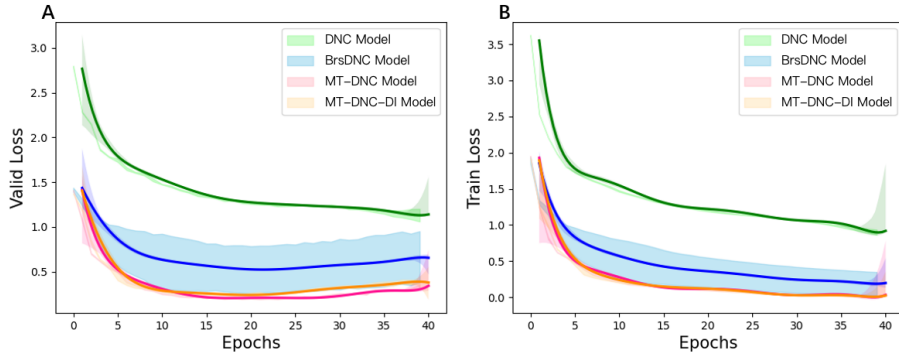 A
Valid Loss
3.0
2.5
2.0
1.5
1.0
0.5
0
5
10
15
20
25
30
35
40
Epochs
DNC Model
BrsDNC Model
MT-DNC Model
MT-DNC-DI Model
B
Train Loss
3.5
3.0
2.5
2.0
1.5
1.0
0.5
0.0
0
5
10
15
20
25
30
35
40
Epochs
DNC Model
BrsDNC Model
MT-DNC Model
MT-DNC-DI Model